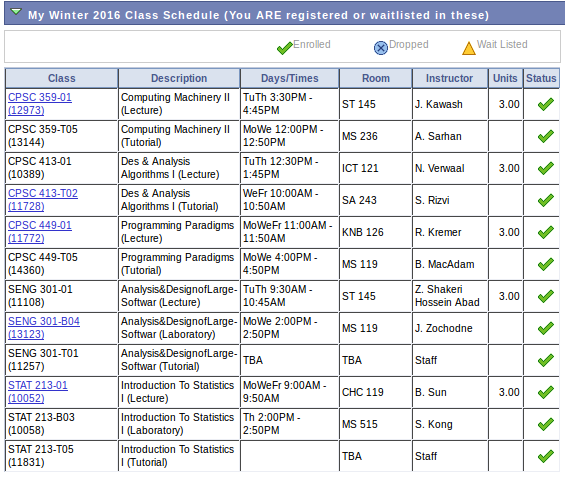 My Winter 2016 Class Schedule (You ARE registered or waitlisted in these)
Enrolled Dropped Wait Listed
Class Description Days/Times Room Instructor Units Status
CPSC 359-01 (12973) Computing Machinery II (Lecture) TuTh 3:30PM - 4:45PM ST 145 J. Kawash 3.00
CPSC 359-T05 (13144) Computing Machinery II (Tutorial) MoWe 12:00PM - 12:50PM MS 236 A. Sarhan
CPSC 413-01 (10389) Des & Analysis Algorithms I (Lecture) TuTh 12:30PM - 1:45PM ICT 121 N. Verwaal 3.00
CPSC 413-T02 (11728) Des & Analysis Algorithms I (Tutorial) WeFr 10:00AM - 10:50AM SA 243 S. Rizvi
CPSC 449-01 (11772) Programming Paradigms (Lecture) MoWeFr 11:00AM - 11:50AM KNB 126 R. Kremer 3.00
CPSC 449-T05 (14360) Programming Paradigms (Tutorial) MoWe 4:00PM - 4:50PM MS 119 B. MacAdam
SENG 301-01 (11108) Analysis&DesignofLarge-Softwar (Lecture) TuTh 9:30AM - 10:45AM ST 145 Z. Shakeri Hossein Abad 3.00
SENG 301-B04 (13123) Analysis&DesignofLarge-Softwar (Laboratory) MoWe 2:00PM - 2:50PM MS 119 J. Zochodne
SENG 301-T01 (11257) Analysis&DesignofLarge-Softwar (Tutorial) TBA TBA Staff
STAT 213-01 (10052) Introduction To Statistics I (Lecture) MoWeFr 9:00AM - 9:50AM CHC 119 B. Sun 3.00
STAT 213-B03 (10058) Introduction To Statistics I (Laboratory) Th 2:00PM - 2:50PM MS 515 S. Kong
STAT 213-T05 (11831) Introduction To Statistics I (Tutorial) TBA Staff